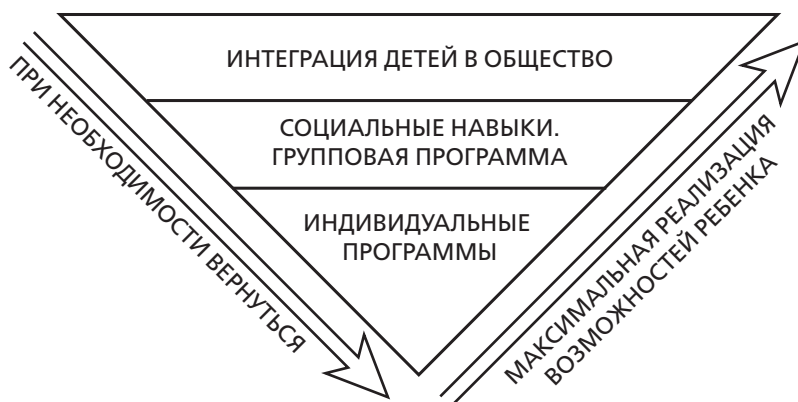 ИНТЕГРАЦИЯ ДЕТЕЙ В ОБЩЕСТВО
СОЦИАЛЬНЫЕ НАВЫКИ.
ГРУППОВАЯ ПРОГРАММА
ИНДИВИДУАЛЬНЫЕ
ПРОГРАММЫ
ПРИ НЕОБХОДИМОСТИ ВЕРНУТЬСЯ
МАКСИМАЛЬНАЯ РЕАЛИЗАЦИЯ
ВОЗМОЖНОСТЕЙ РЕБЕНКА